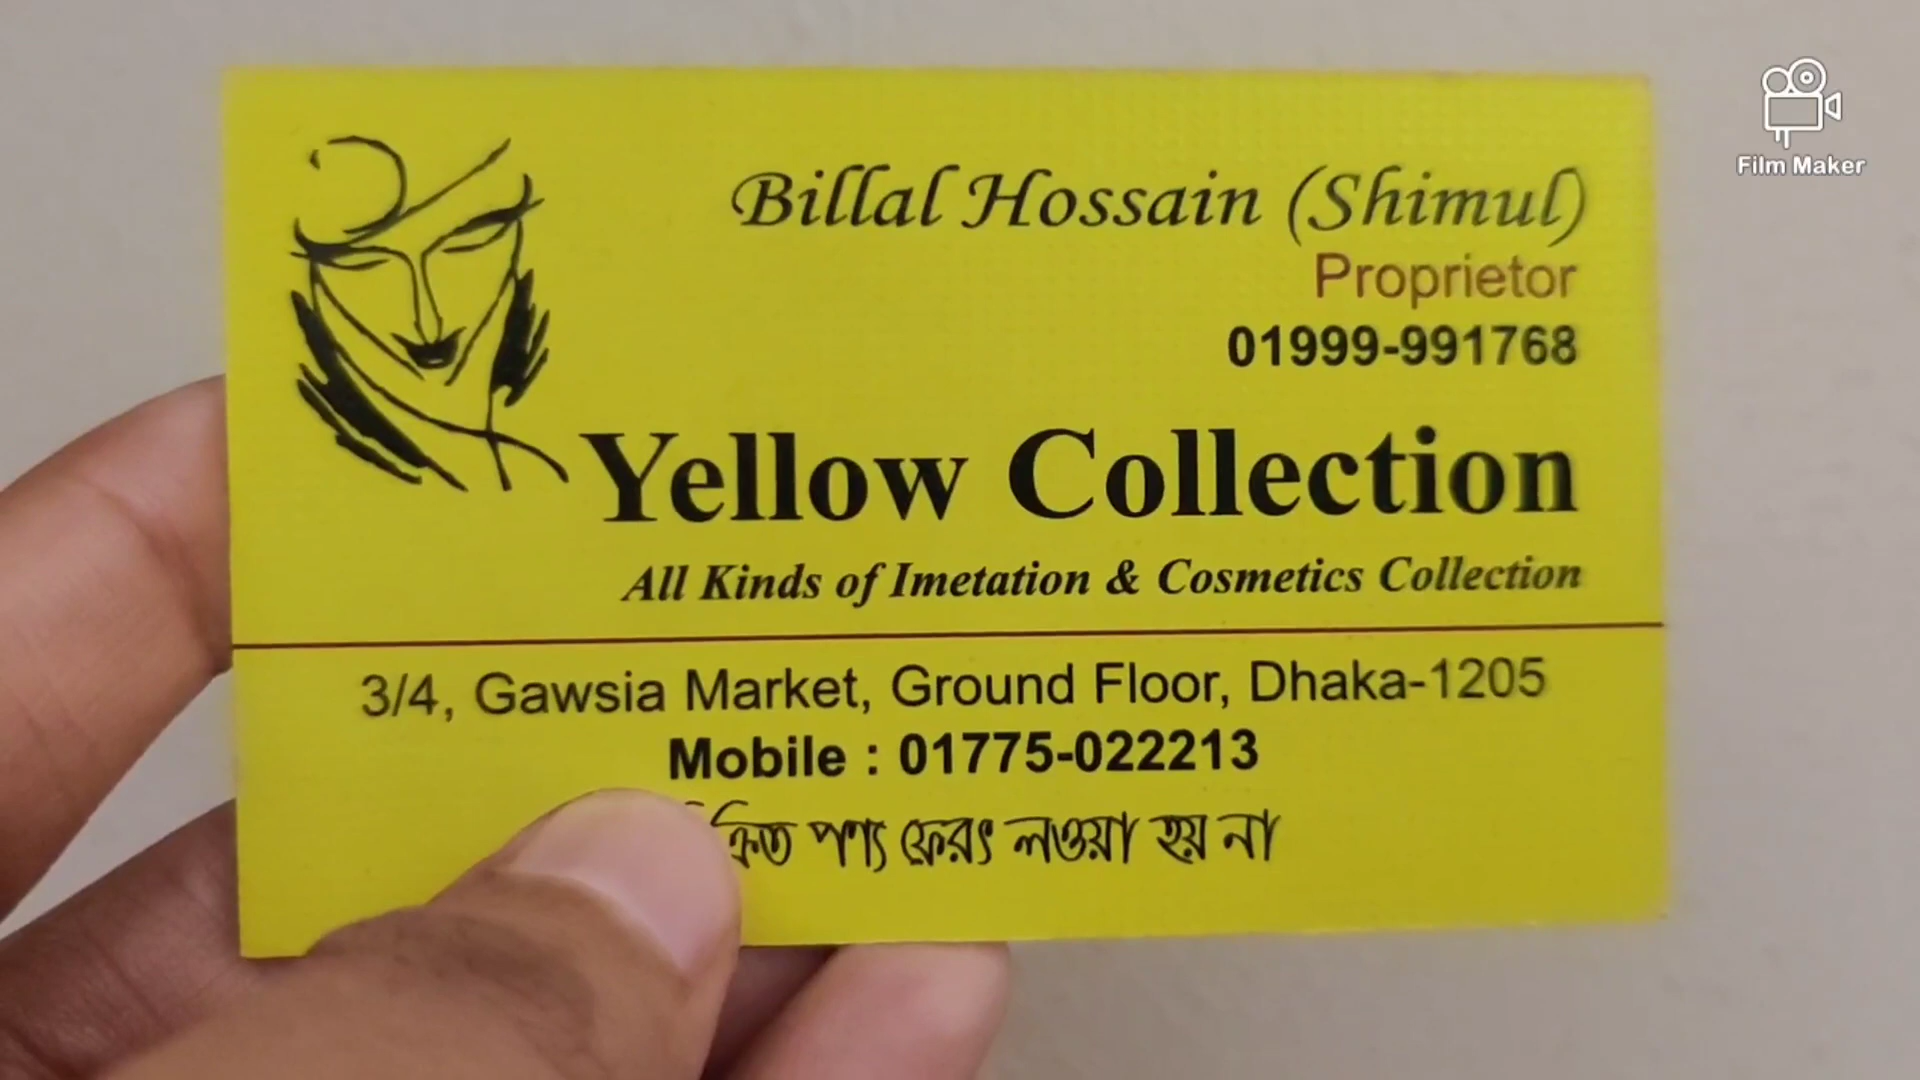 Billal Hossain (Shimul)
Proprietor
01999-991768
Yellow Collection
All Kinds of Imetation & Cosmetics Collection
3/4, Gawsia Market, Ground Floor, Dhaka-1205
Mobile : 01775-022213
পণ্য ফেরৎ লওয়া হয় না
Film Maker